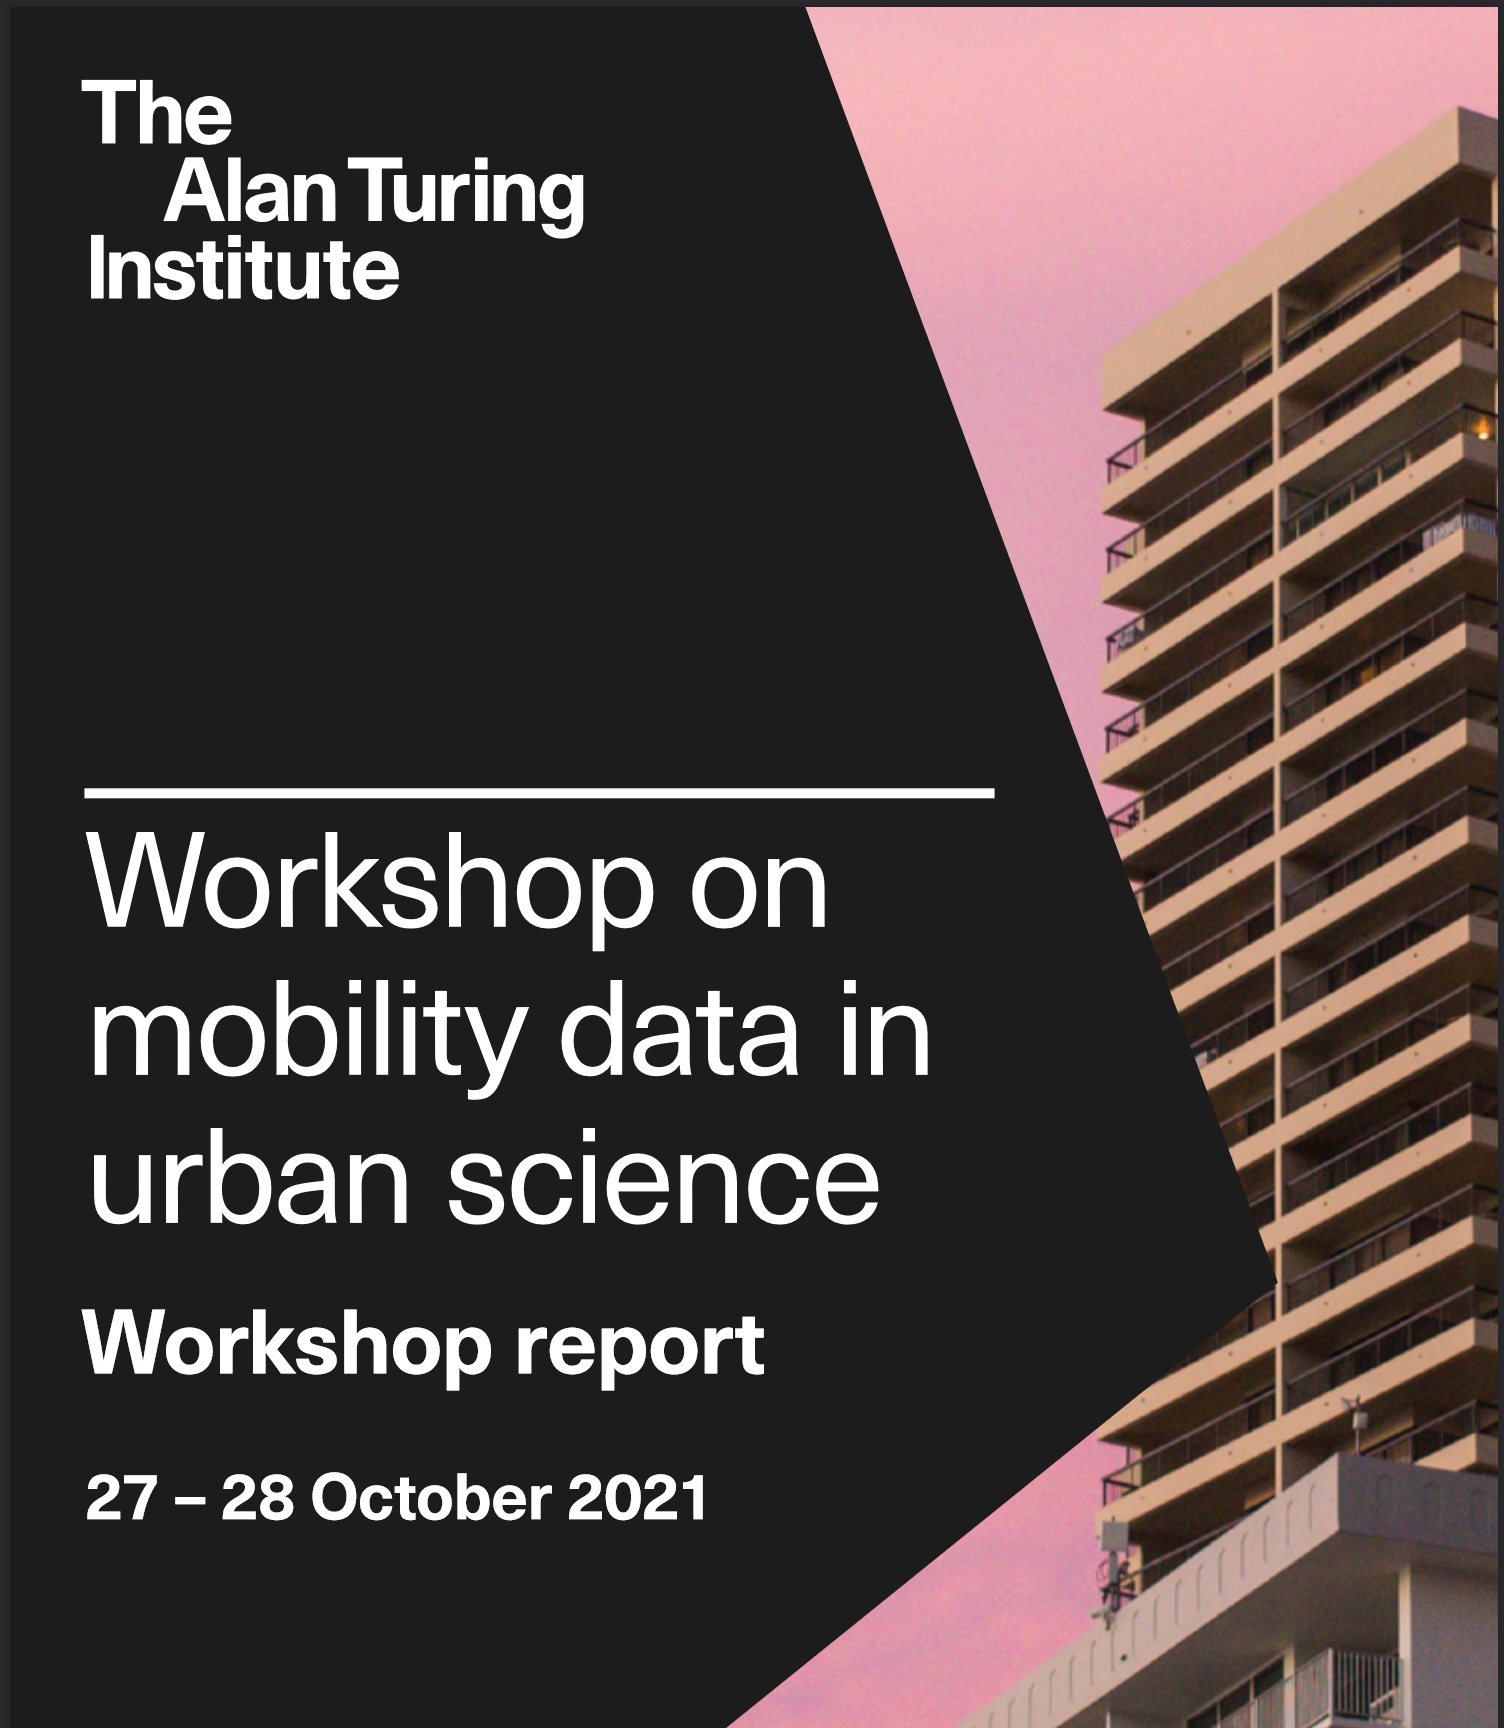 The
Alan Turing
Institute
Workshop on
mobility data in
urban science
Workshop report
27 – 28 October 2021